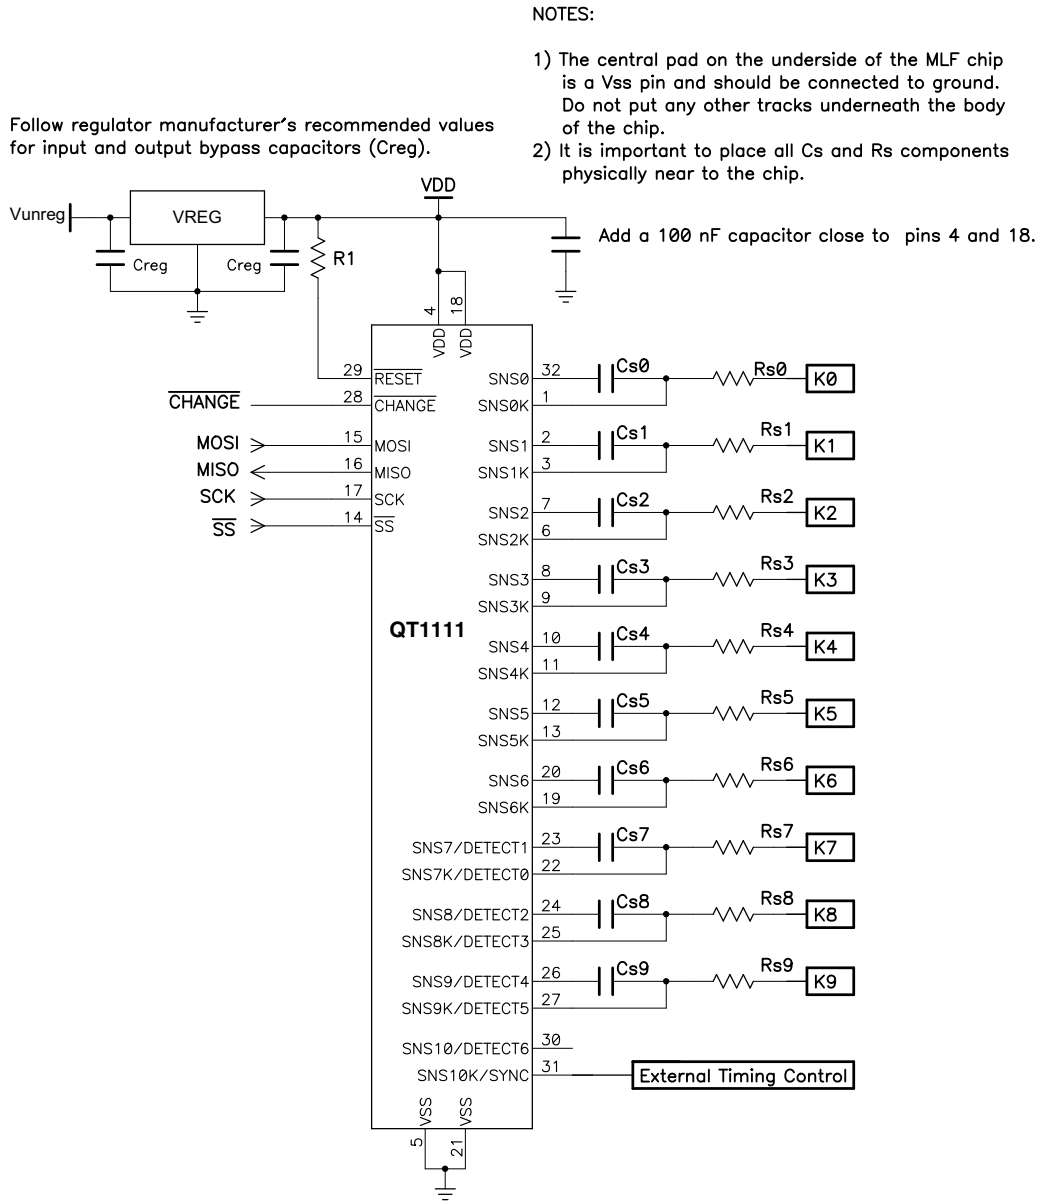 NOTES:
1) The central pad on the underside of the MLF chip
is a Vss pin and should be connected to ground.
Do not put any other tracks underneath the body
of the chip.
2) It is important to place all Cs and Rs components
physically near to the chip.
Follow regulator manufacturer's recommended values
for input and output bypass capacitors (Creg).
VDD
Vunreg
VREG
Creg
Creg
R1
Add a 100 nF capacitor close to pins 4 and 18.
4
18
VDD
VDD
29
RESET
CHANGE
28
CHANGE
MOSI
15
MOSI
MISO
16
MISO
SCK
17
SCK
SS
14
SS
QT1111
SNS0
32
Cs0
Rs0
K0
SNS0K
1
SNS1
2
Cs1
Rs1
K1
SNS1K
3
SNS2
7
Cs2
Rs2
K2
SNS2K
6
SNS3
8
Cs3
Rs3
K3
SNS3K
9
SNS4
10
Cs4
Rs4
K4
SNS4K
11
SNS5
12
Cs5
Rs5
K5
SNS5K
13
SNS6
20
Cs6
Rs6
K6
SNS6K
19
SNS7/DETECT1
23
Cs7
Rs7
K7
SNS7K/DETECT0
22
SNS8/DETECT2
24
Cs8
Rs8
K8
SNS8K/DETECT3
25
SNS9/DETECT4
26
Cs9
Rs9
K9
SNS9K/DETECT5
27
SNS10/DETECT6
30
SNS10K/SYNC
31
External Timing Control
VSS
VSS
5
21